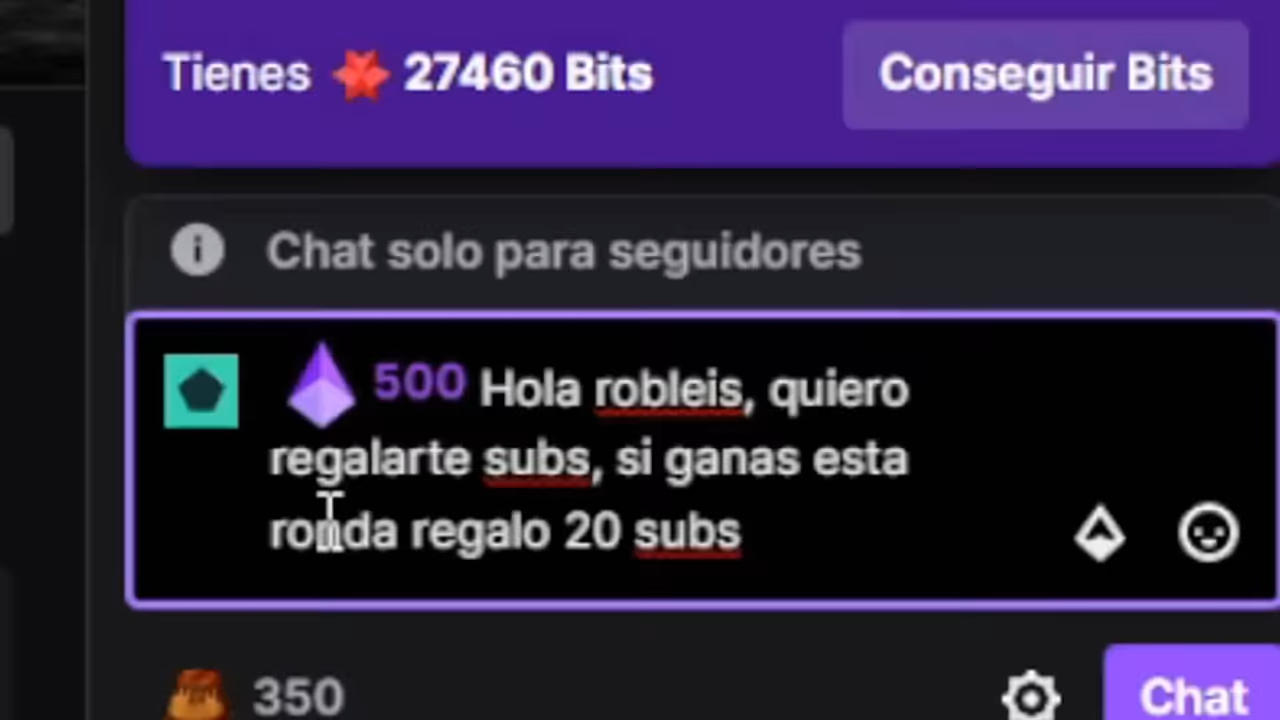 Tienes 27460 Bits Conseguir Bits
Chat solo para seguidores
500 Hola robleis, quiero
regalarte subs, si ganas esta
ronda regalo 20 subs
350 Chat